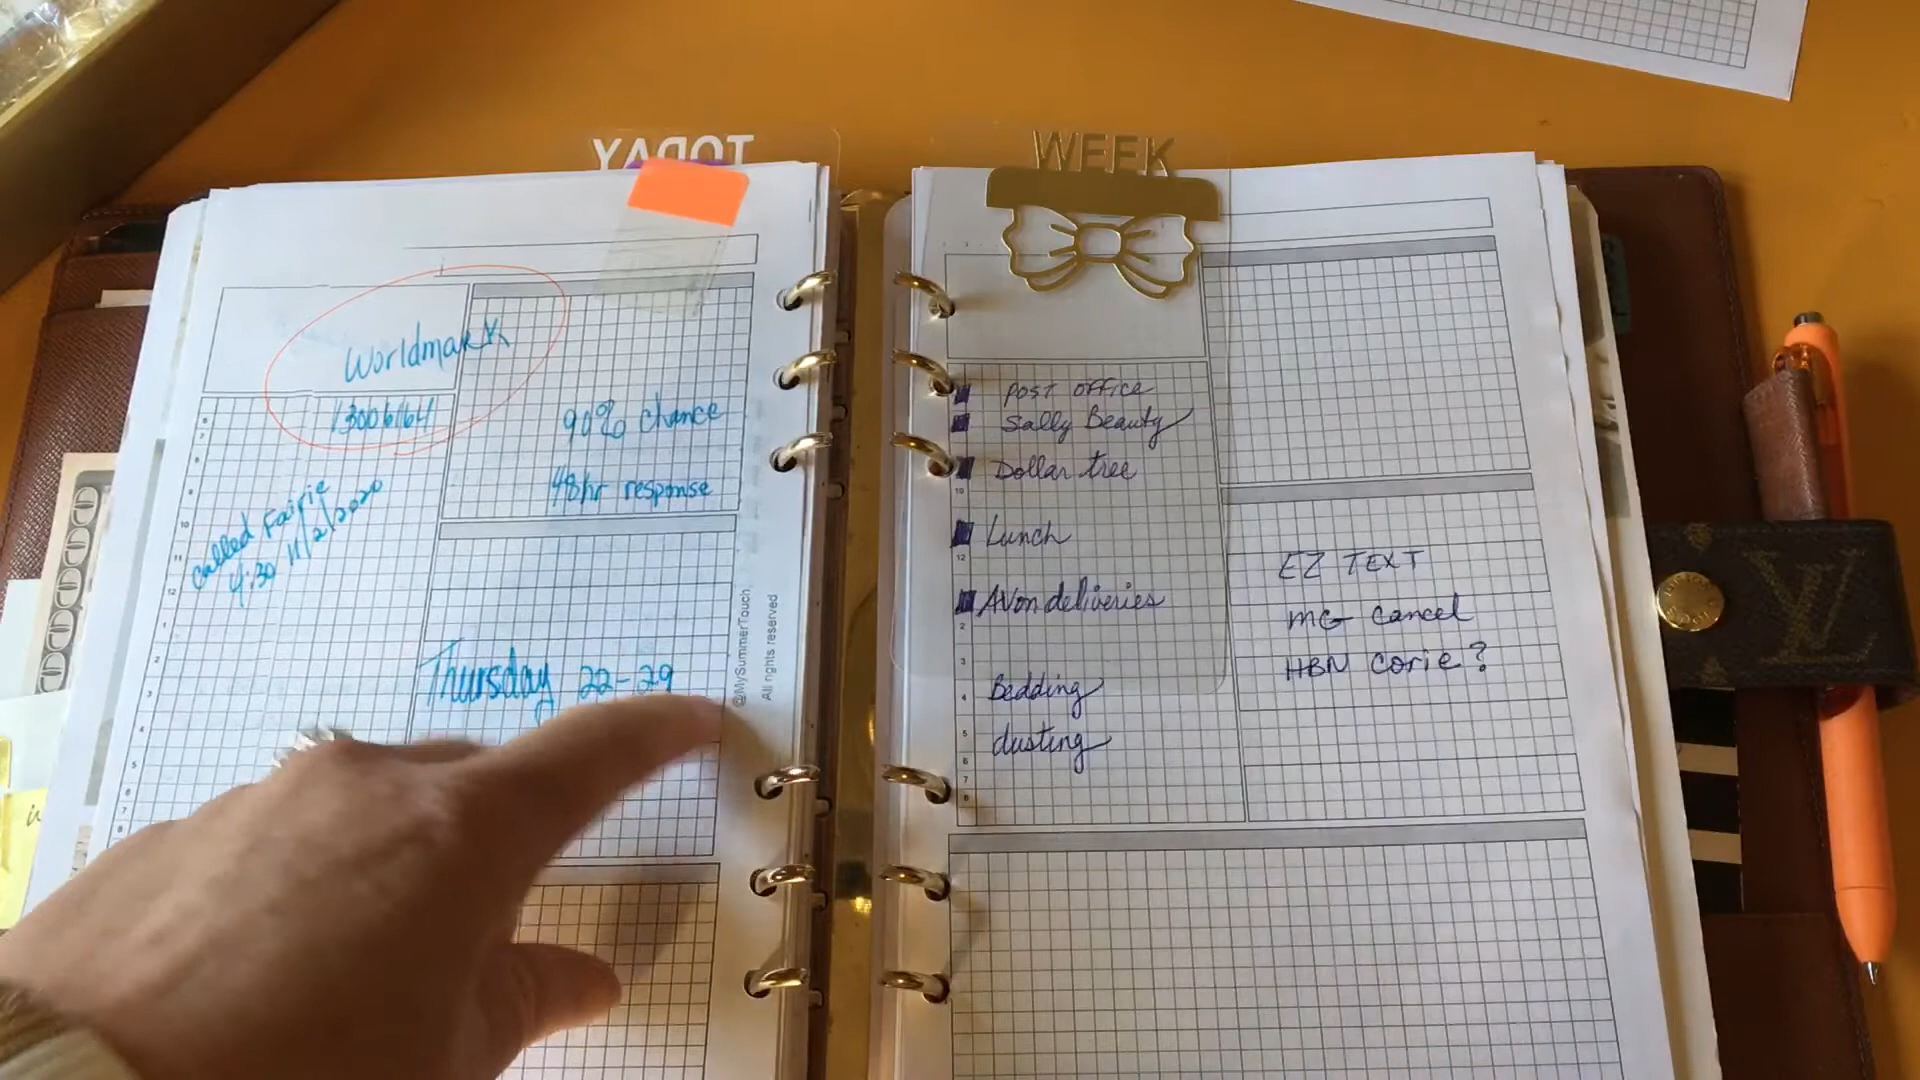 TODAY
WorldmarK
13006164
90% chance
48hr response
called Fairie
4:30 11/2/2020
Thursday 22-29
@MySummerTouch
All rights reserved
WEEK
POST OFFICE
Sally Beauty
Dollar tree
Lunch
AVon deliveries
Bedding
dusting
EZ TEXT
MG Cancel
HBN Corie?